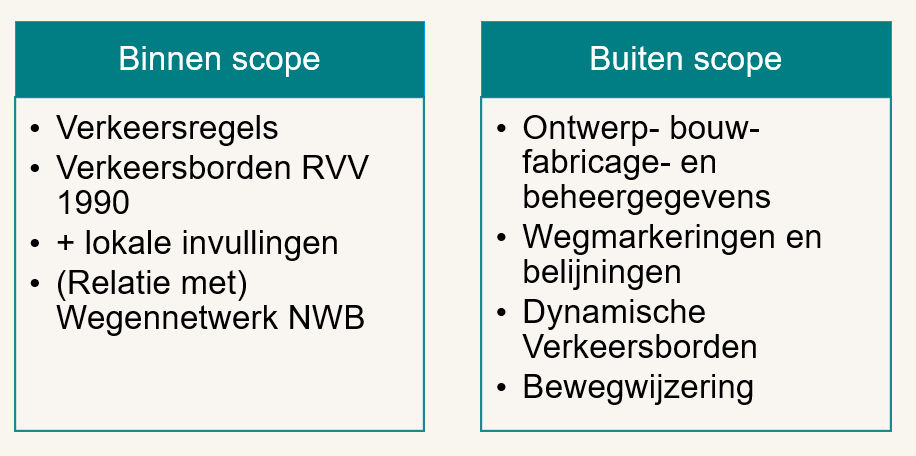 Binnen scope
• Verkeersregels
• Verkeersborden RVV
1990
• + lokale invullingen
• (Relatie met)
Wegennetwerk NWB
Buiten scope
• Ontwerp- bouw-
fabricage- en
beheergegevens
• Wegmarkeringen en
belijningen
• Dynamische
Verkeersborden
• Bewegwijzering